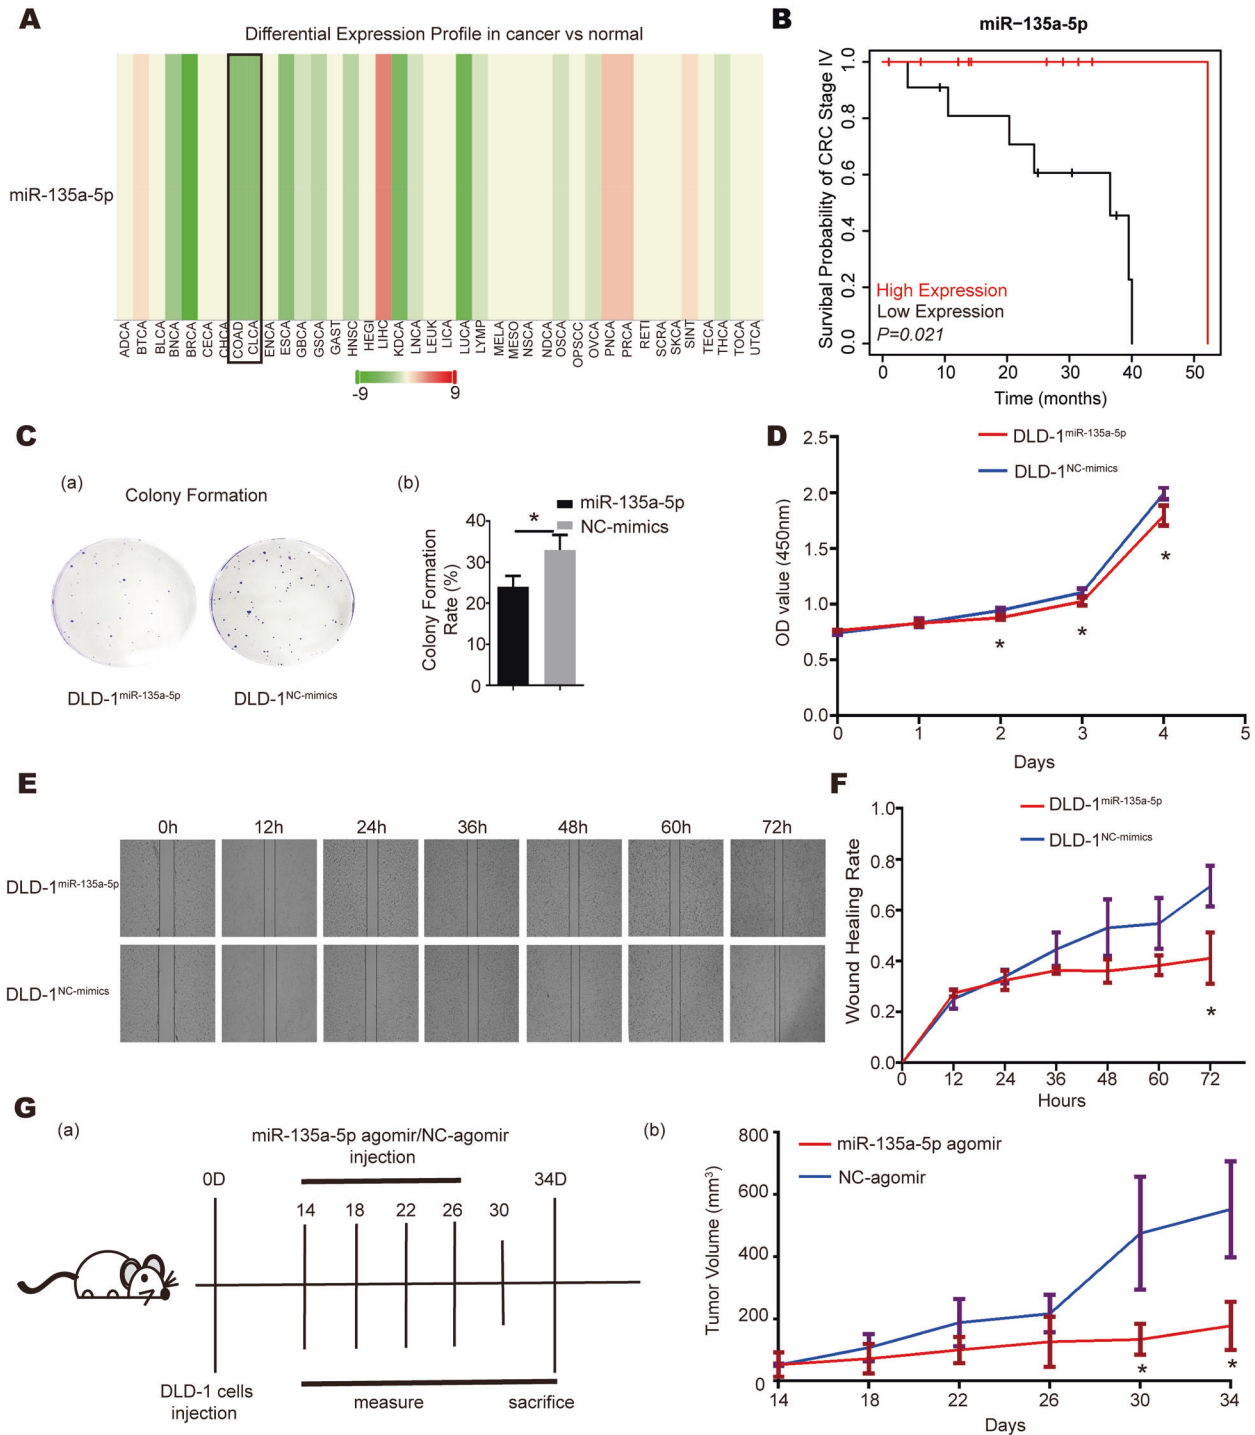 A
Differential Expression Profile in cancer vs normal
miR-135a-5p
ADCA
BTCA
BLCA
BNCA
BRCA
CECA
CHCA
COAD
CLCA
ENCA
ESCA
GBCA
GSCA
GAST
HNSC
HEGI
LIHC
KDCA
LNCA
LEUK
LICA
LUCA
LYMP
MELA
MESO
NSCA
NDCA
OSCA
OPSCC
OVCA
PNCA
PRCA
RETI
SCRA
SKCA
SINT
TECA
THCA
TOCA
UTCA
-9 9
B
miR−135a-5p
Survibal Probability of CRC Stage IV
1.0
0.8
0.6
0.4
0.2
0.0
High Expression
Low Expression
P=0.021
0 10 20 30 40 50
Time (months)
C
(a)
Colony Formation
DLD-1miR-135a-5p DLD-1NC-mimics
(b)
miR-135a-5p
NC-mimics
Colony Formation
Rate (%)
40
30
20
10
0
*
D
DLD-1miR-135a-5p
DLD-1NC-mimics
OD value (450nm)
2.5
2.0
1.5
1.0
0.5
0.0
* * *
0 1 2 3 4 5
Days
E
0h 12h 24h 36h 48h 60h 72h
DLD-1miR-135a-5p
DLD-1NC-mimics
F
DLD-1miR-135a-5p
DLD-1NC-mimics
Wound Healing Rate
1.0
0.8
0.6
0.4
0.2
0.0
*
0 12 24 36 48 60 72
Hours
G
(a)
miR-135a-5p agomir/NC-agomir
injection
0D 34D
14 18 22 26 30
DLD-1 cells
injection
measure sacrifice
(b)
miR-135a-5p agomir
NC-agomir
Tumor Volume (mm3)
800
600
400
200
0
* *
14 18 22 26 30 34
Days